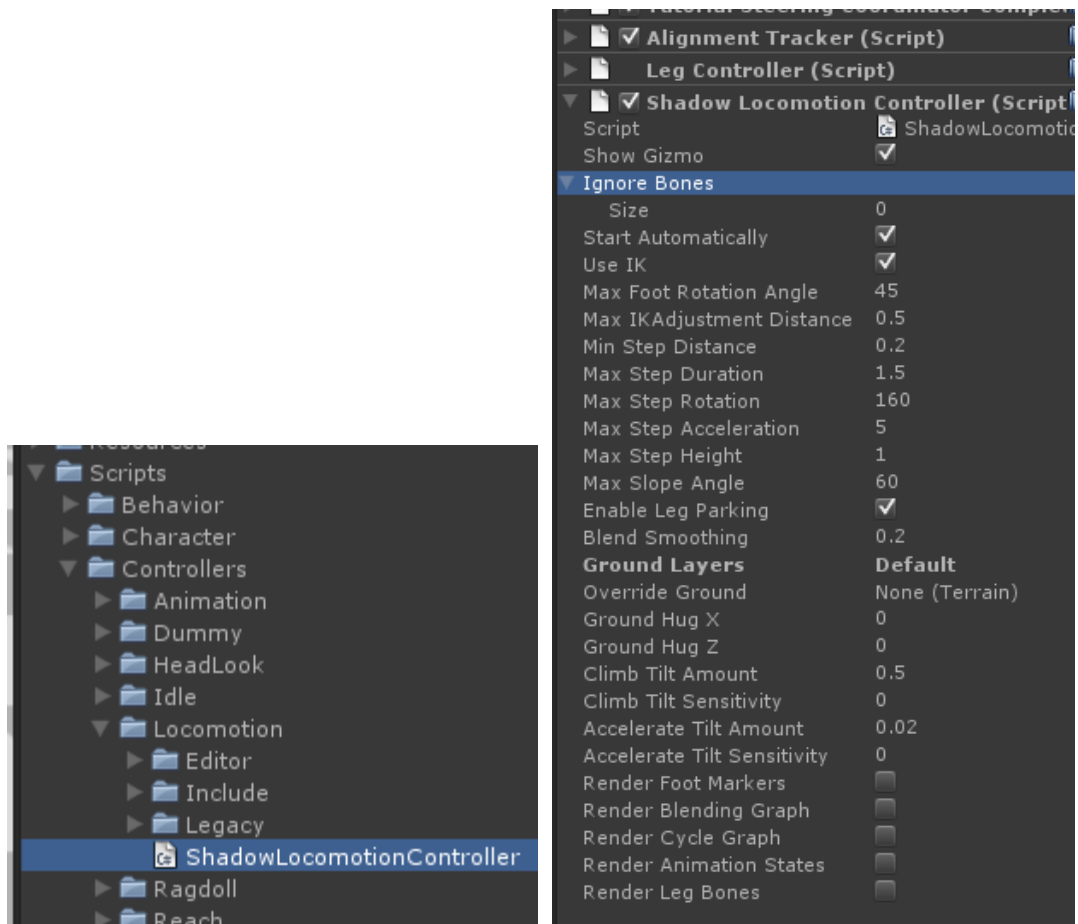 Resources
Scripts
Behavior
Character
Controllers
Animation
Dummy
HeadLook
Idle
Locomotion
Editor
Include
Legacy
ShadowLocomotionController
Ragdoll
Reach
Tutorial Steering Coordinator
Alignment Tracker (Script)
Leg Controller (Script)
Shadow Locomotion Controller (Script
Script ShadowLocomotio
Show Gizmo
Ignore Bones
Size 0
Start Automatically
Use IK
Max Foot Rotation Angle 45
Max IKAdjustment Distance 0.5
Min Step Distance 0.2
Max Step Duration 1.5
Max Step Rotation 160
Max Step Acceleration 5
Max Step Height 1
Max Slope Angle 60
Enable Leg Parking
Blend Smoothing 0.2
Ground Layers Default
Override Ground None (Terrain)
Ground Hug X 0
Ground Hug Z 0
Climb Tilt Amount 0.5
Climb Tilt Sensitivity 0
Accelerate Tilt Amount 0.02
Accelerate Tilt Sensitivity 0
Render Foot Markers
Render Blending Graph
Render Cycle Graph
Render Animation States
Render Leg Bones